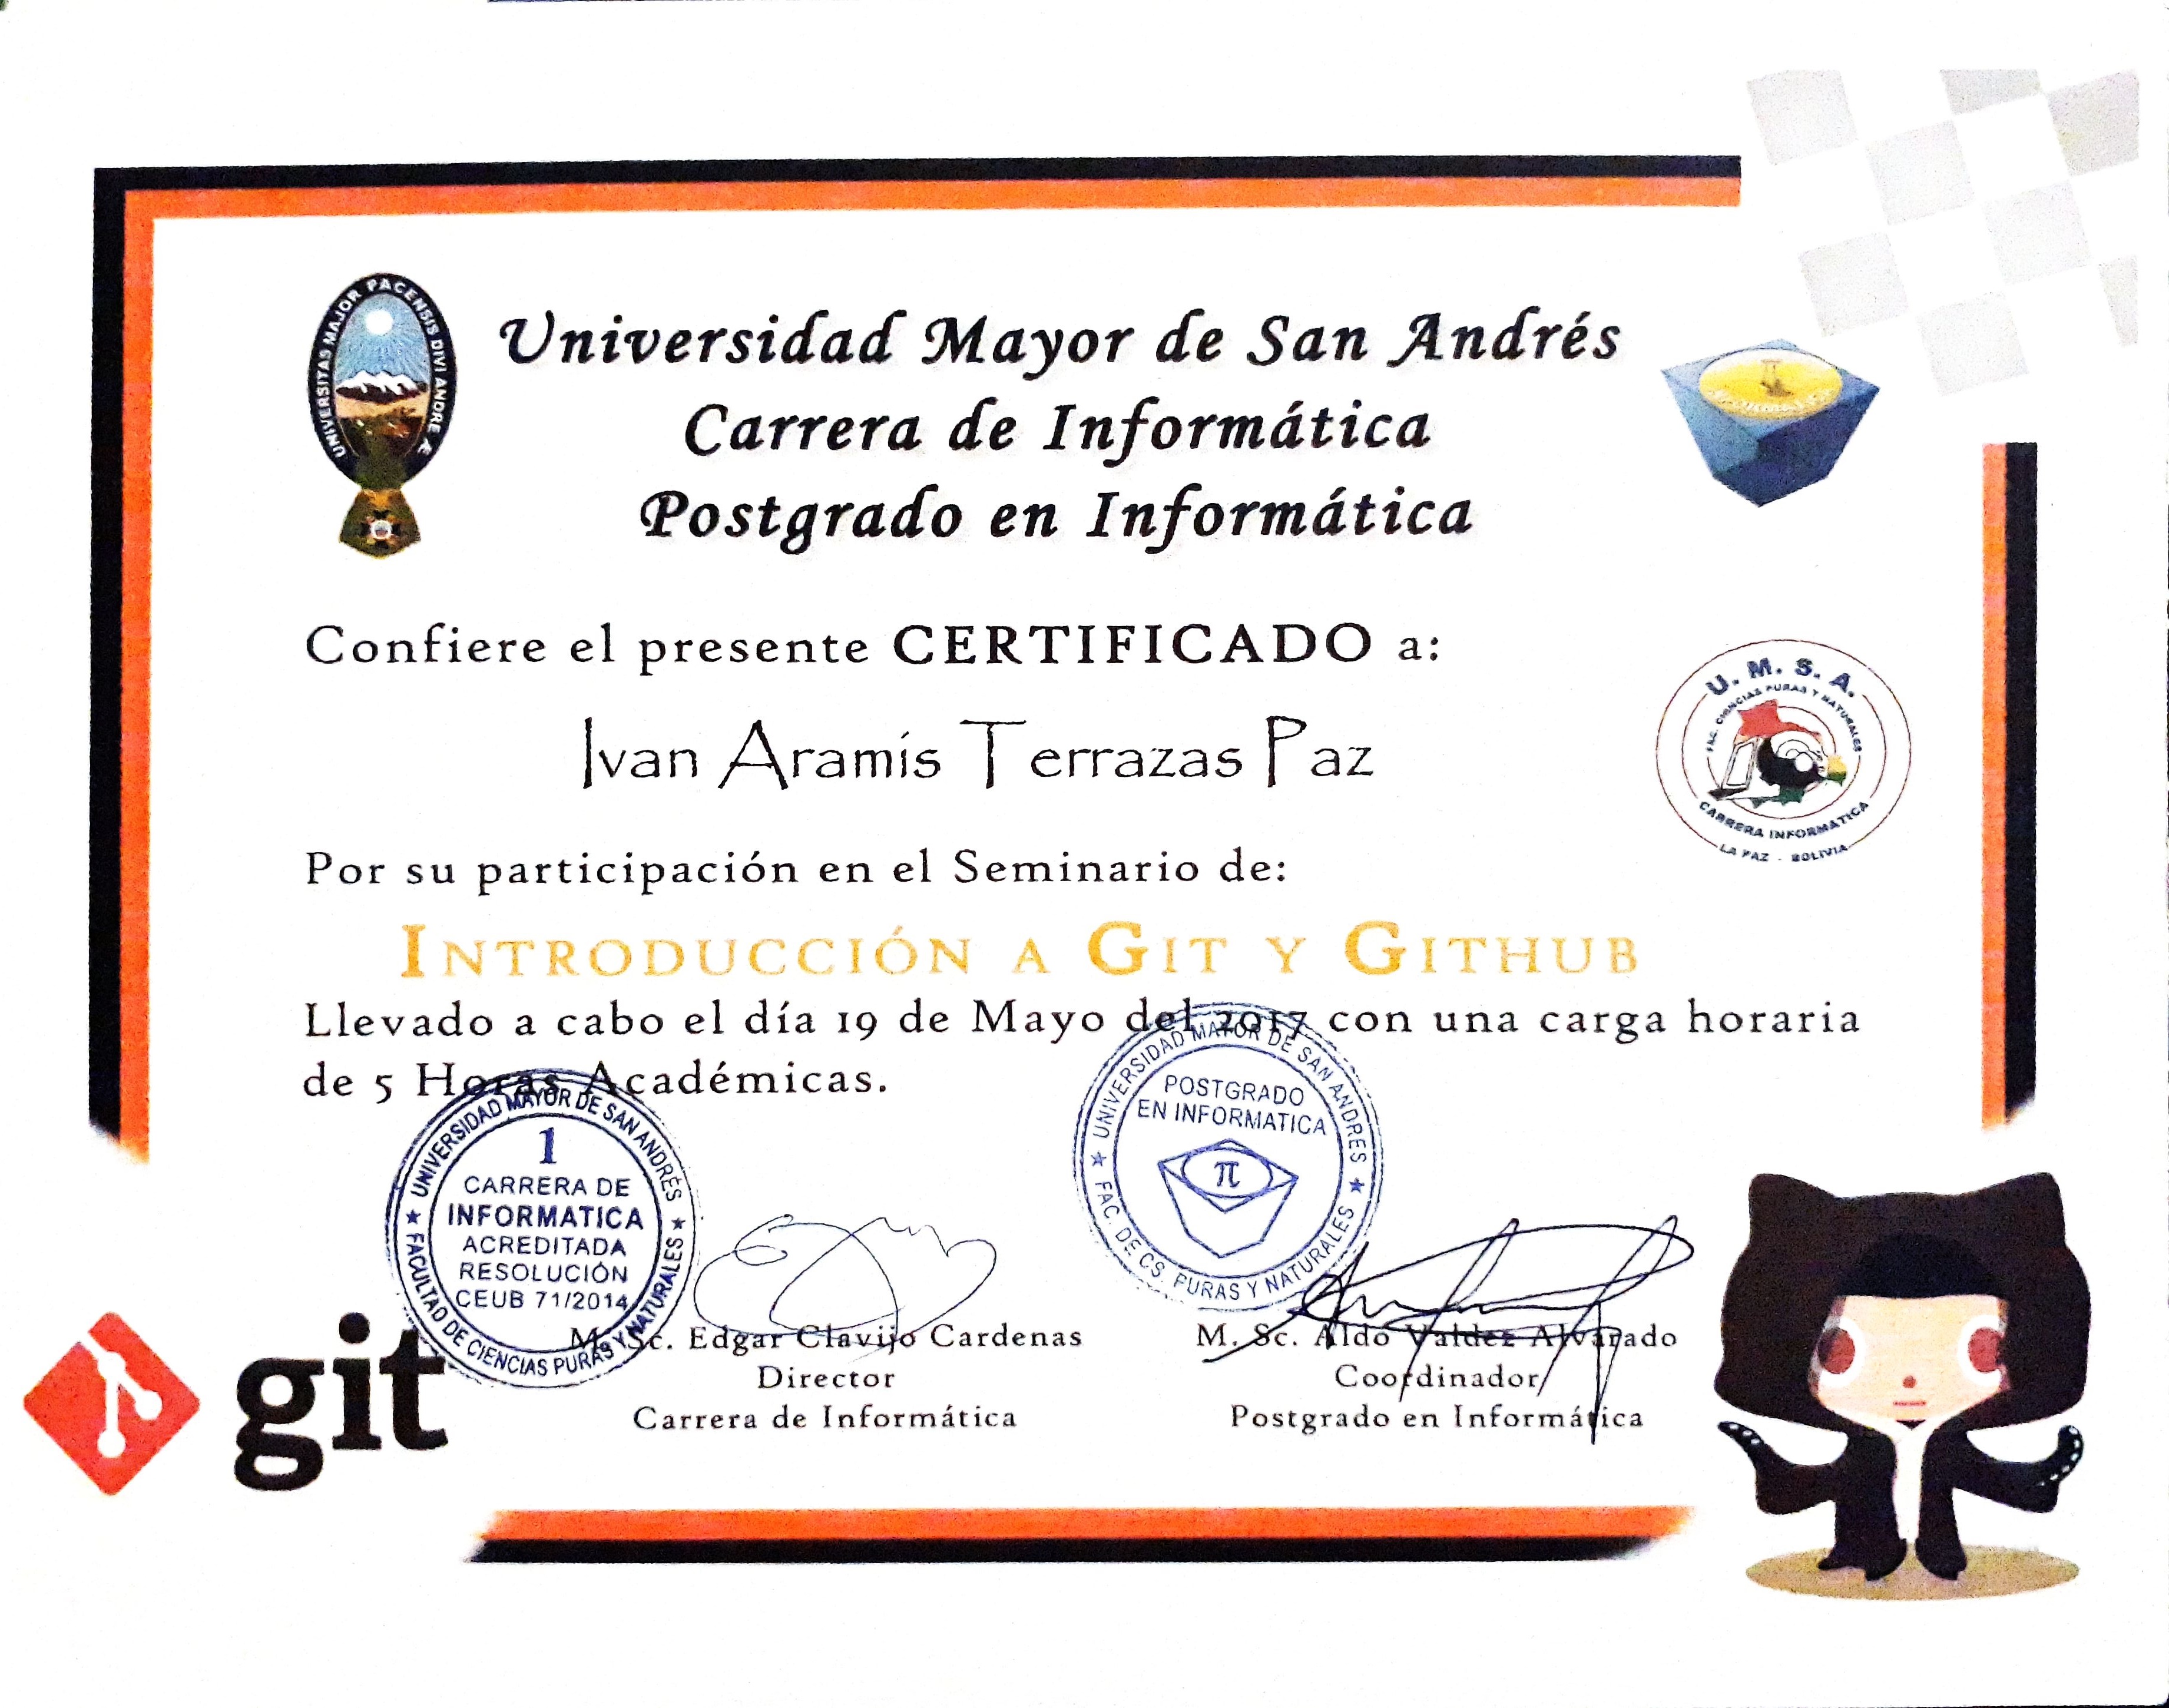 UNIVERSITAS MAJOR PACENSIS DIVI ANDRE Æ
Universidad Mayor de San Andrés
Carrera de Informática
Postgrado en Informática
Confiere el presente CERTIFICADO a:
Ivan Aramis Terrazas Paz
U. M. S. A.
FAC. CIENCIAS PURAS Y NATURALES
CARRERA INFORMATICA
LA PAZ - BOLIVIA
Por su participación en el Seminario de:
INTRODUCCIÓN A GIT Y GITHUB
Llevado a cabo el día 19 de Mayo del 2017 con una carga horaria
de 5 Horas Académicas.
UNIVERSIDAD MAYOR DE SAN ANDRÉS
1
CARRERA DE
INFORMATICA
ACREDITADA
RESOLUCIÓN
CEUB 71/2014
FACULTAD DE CIENCIAS PURAS Y NATURALES
UNIVERSIDAD MAYOR DE SAN ANDRES
POSTGRADO
EN INFORMATICA
π
FAC. DE CS. PURAS Y NATURALES
git
M. Sc. Edgar Clavijo Cardenas
Director
Carrera de Informática
M. Sc. Aldo Valdez Alvarado
Coordinador
Postgrado en Informática